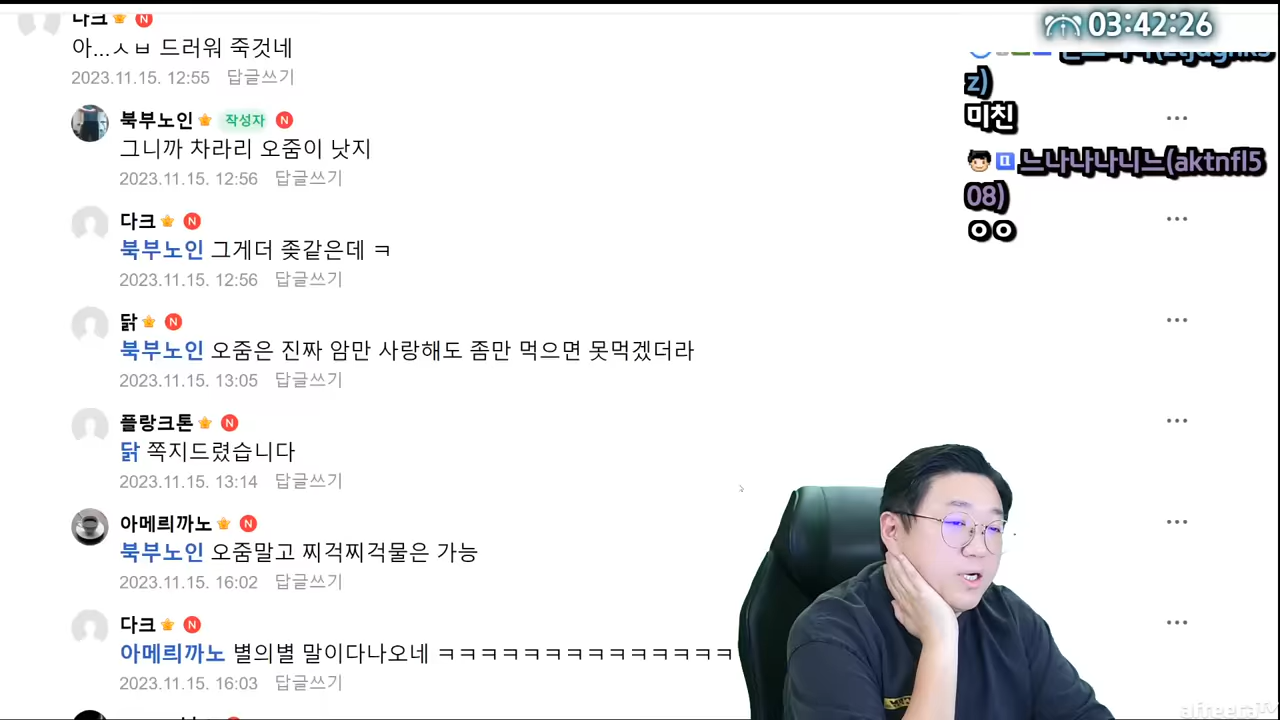 다크 N
아...ㅅㅂ 드러워 죽것네
2023.11.15. 12:55 답글쓰기
북부노인 작성자 N
그니까 차라리 오줌이 낫지
2023.11.15. 12:56 답글쓰기
다크 N
북부노인 그게더 좆같은데 ㅋ
2023.11.15. 12:56 답글쓰기
닭 N
북부노인 오줌은 진짜 암만 사랑해도 좀만 먹으면 못먹겠더라
2023.11.15. 13:05 답글쓰기
플랑크톤 N
닭 쪽지드렸습니다
2023.11.15. 13:14 답글쓰기
아메릐까노 N
북부노인 오줌말고 찌걱찌걱물은 가능
2023.11.15. 16:02 답글쓰기
다크 N
아메릐까노 별의별 말이다나오네 ㅋㅋㅋㅋㅋㅋㅋㅋㅋㅋㅋㅋㅋㅋ
2023.11.15. 16:03 답글쓰기
03:42:26
z)
미친
느나나나니느(aktnfl5
08)
ㅇㅇ
afreecaTV